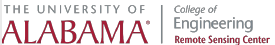 THE UNIVERSITY OF
ALABAMA®
College of
Engineering
Remote Sensing Center